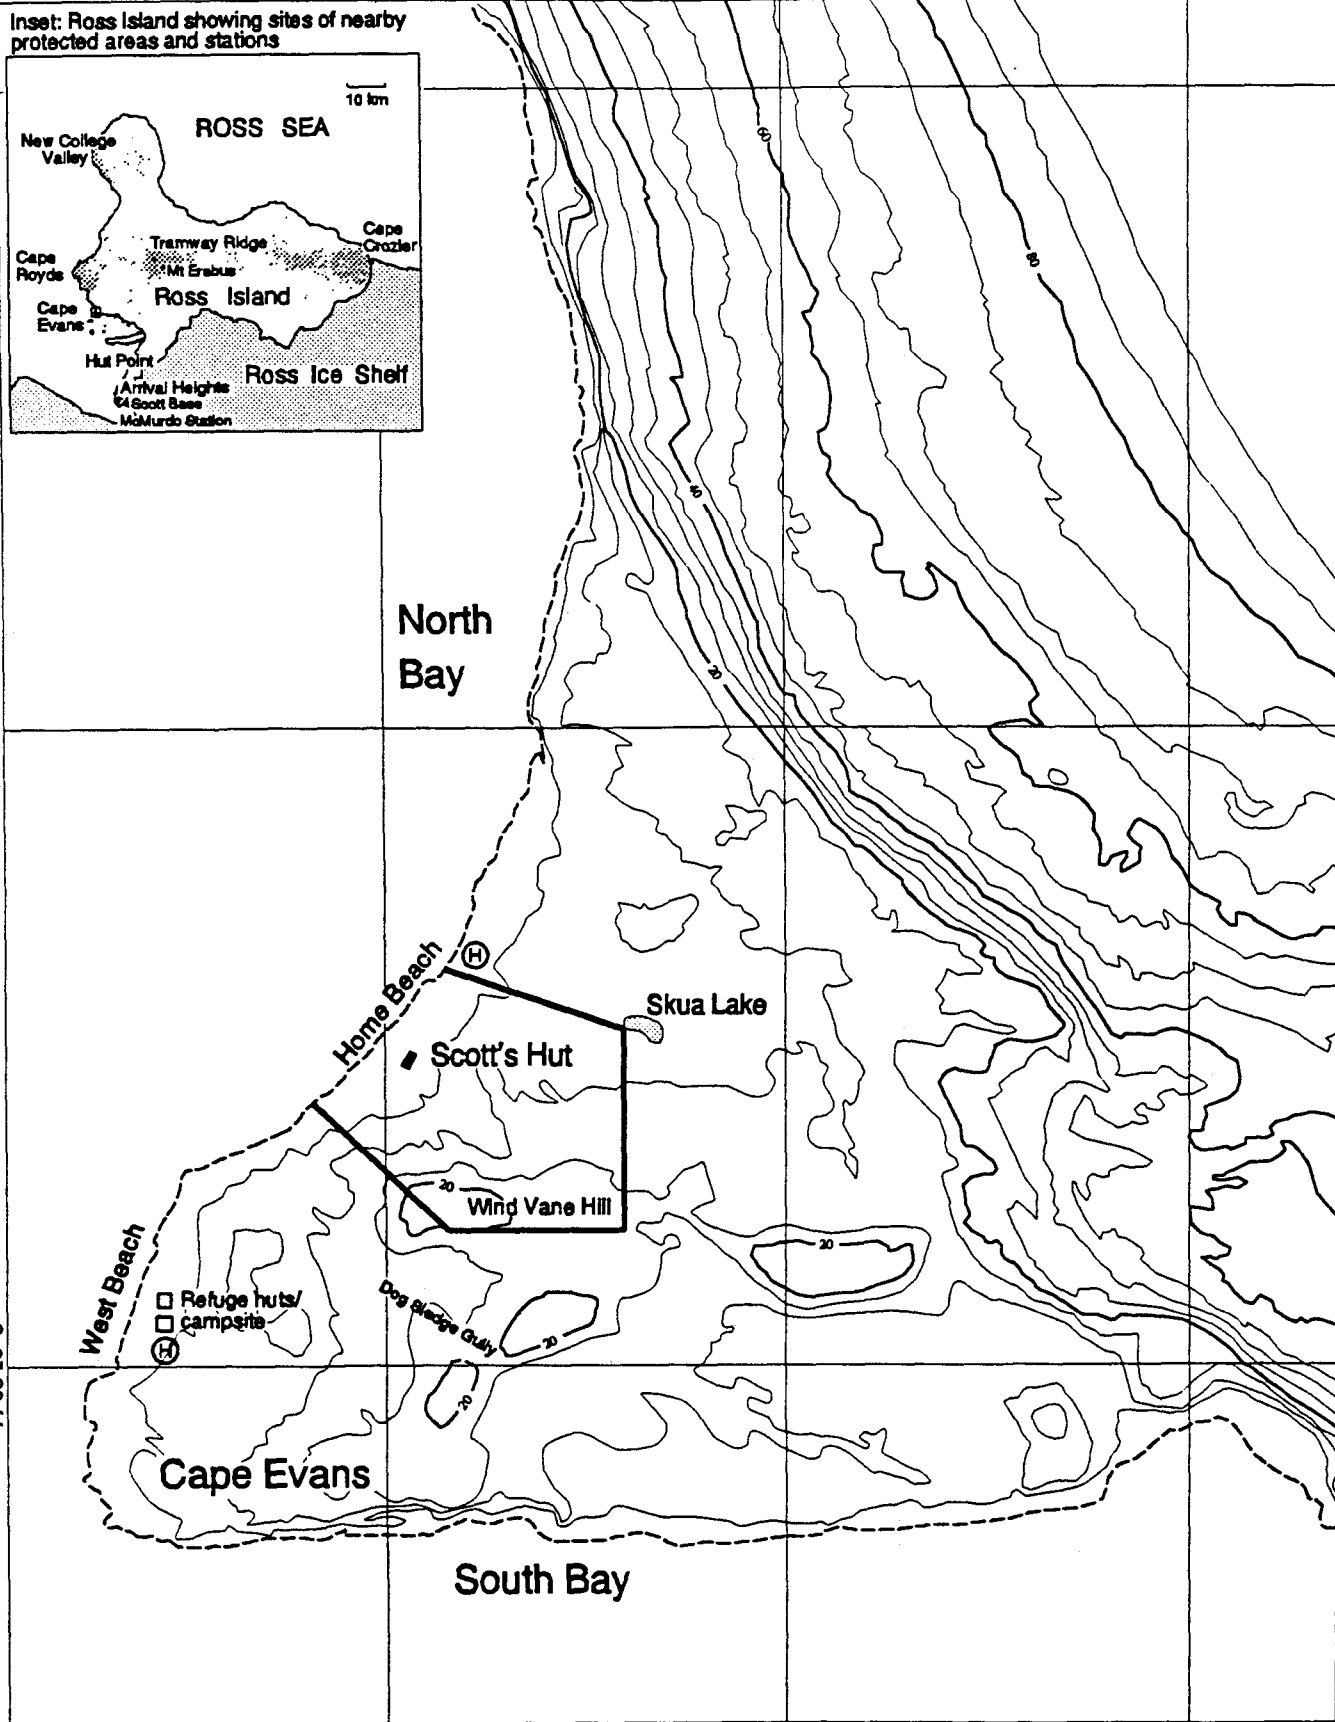 Inset: Ross Island showing sites of nearby
protected areas and stations
10 km
ROSS SEA
New College
Valley
Cape
Crozier
Tramway Ridge
Cape
Royds
Mt Erebus
Ross Island
Cape
Evans
Hut Point
Ross Ice Shelf
Arrival Heights
Scott Base
McMurdo Station
60
80
40
North
Bay
20
Home Beach
H
Skua Lake
Scott's Hut
20
Wind Vane Hill
20
West Beach
Refuge huts/
campsite
H
Dog Sledge Gully
20
20
Cape Evans
South Bay